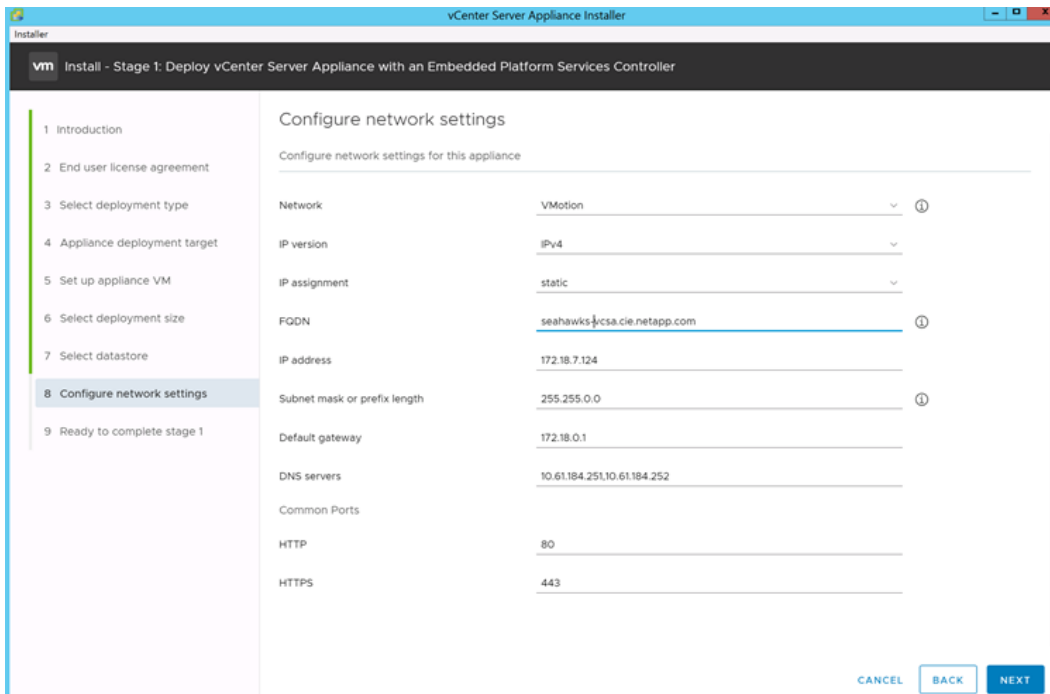 vCenter Server Appliance Installer
Installer
vm Install - Stage 1: Deploy vCenter Server Appliance with an Embedded Platform Services Controller
1 Introduction
2 End user license agreement
3 Select deployment type
4 Appliance deployment target
5 Set up appliance VM
6 Select deployment size
7 Select datastore
8 Configure network settings
9 Ready to complete stage 1
Configure network settings
Configure network settings for this appliance
Network VMotion
IP version IPv4
IP assignment static
FQDN seahawks-vcsa.cie.netapp.com
IP address 172.18.7.124
Subnet mask or prefix length 255.255.0.0
Default gateway 172.18.0.1
DNS servers 10.61.184.251,10.61.184.252
Common Ports
HTTP 80
HTTPS 443
CANCEL BACK NEXT